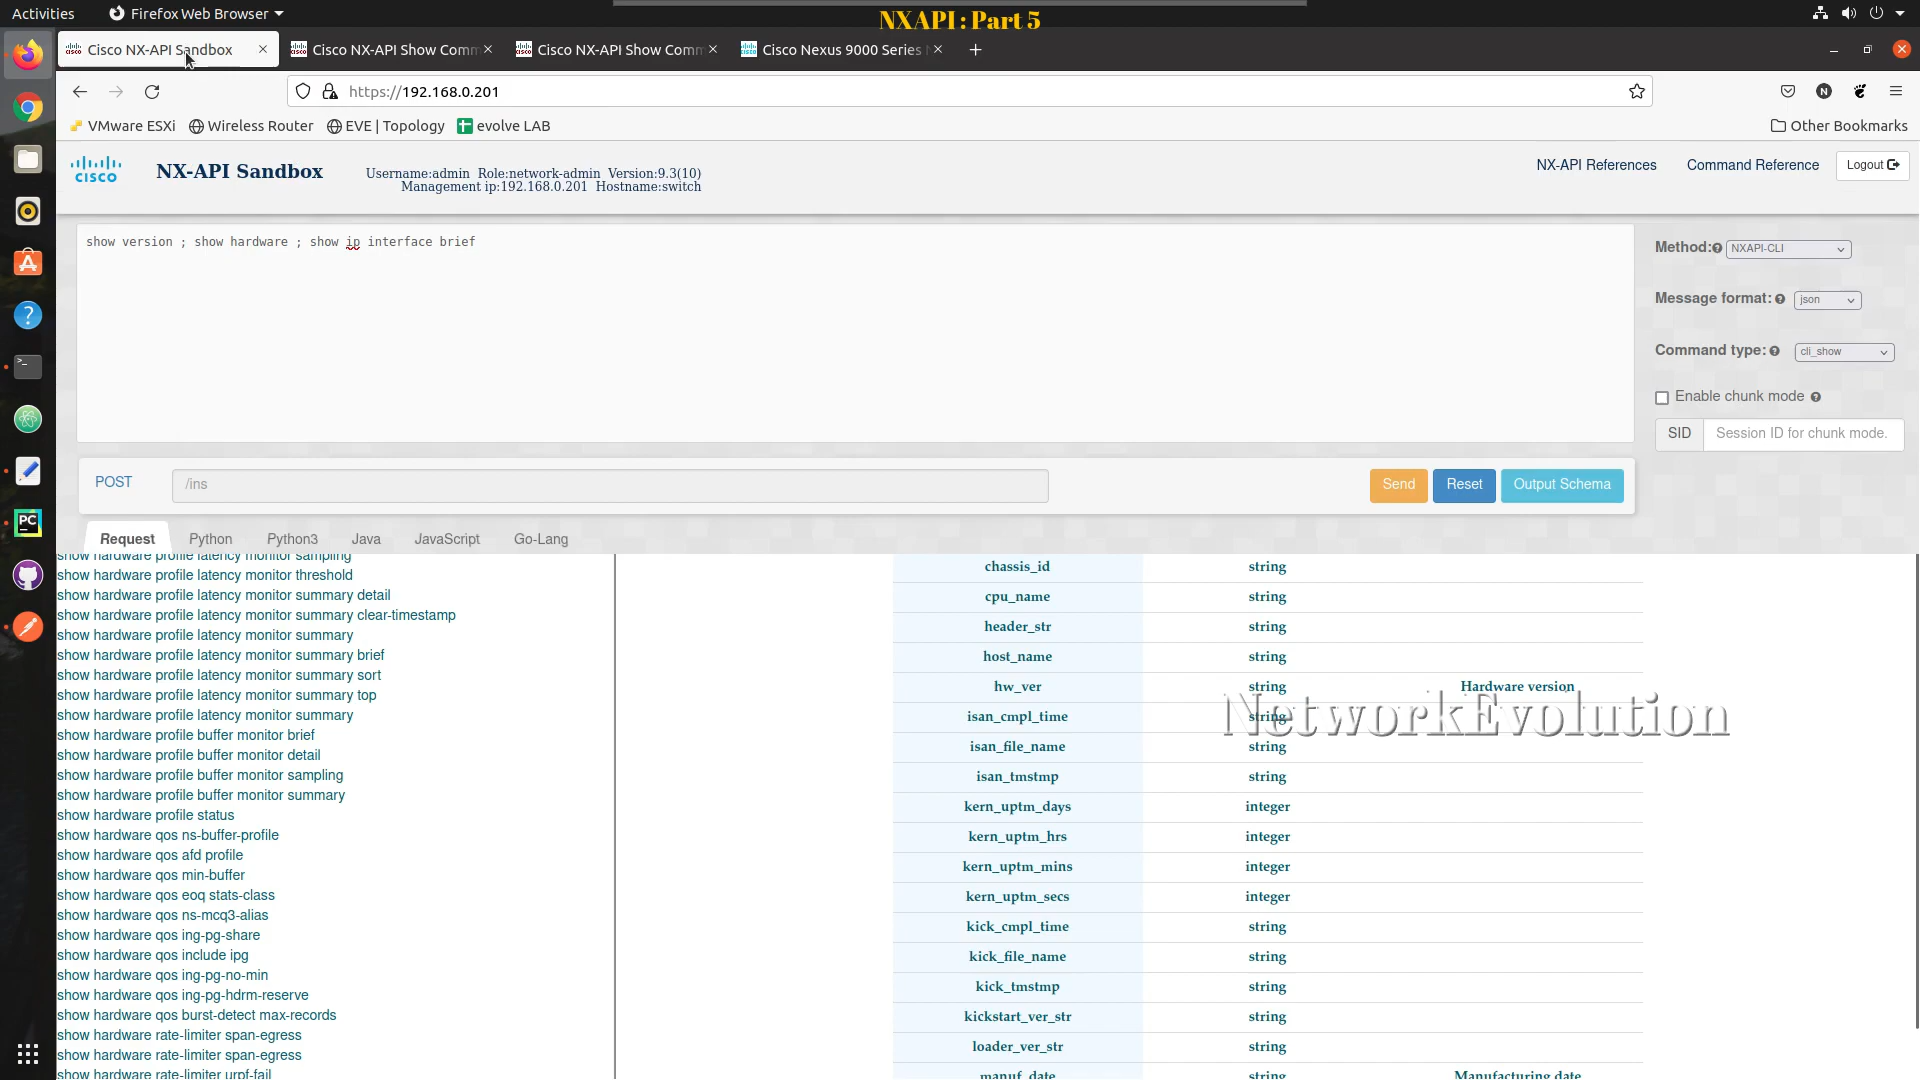 Activities
Firefox Web Browser
NXAPI : Part 5
Cisco NX-API Sandbox
Cisco NX-API Show Comm
Cisco NX-API Show Comm
Cisco Nexus 9000 Series
https://192.168.0.201
VMware ESXi
Wireless Router
EVE | Topology
evolve LAB
Other Bookmarks
CISCO
NX-API Sandbox
Username:admin Role:network-admin Version:9.3(10)
Management ip:192.168.0.201 Hostname:switch
NX-API References
Command Reference
Logout
show version ; show hardware ; show ip interface brief
Method:
NXAPI-CLI
Message format:
json
Command type:
cli_show
Enable chunk mode
SID
Session ID for chunk mode.
POST
/ins
Send
Reset
Output Schema
Request
Python
Python3
Java
JavaScript
Go-Lang
show hardware profile latency monitor sampling
show hardware profile latency monitor threshold
show hardware profile latency monitor summary detail
show hardware profile latency monitor summary clear-timestamp
show hardware profile latency monitor summary
show hardware profile latency monitor summary brief
show hardware profile latency monitor summary sort
show hardware profile latency monitor summary top
show hardware profile latency monitor summary
show hardware profile buffer monitor brief
show hardware profile buffer monitor detail
show hardware profile buffer monitor sampling
show hardware profile buffer monitor summary
show hardware profile status
show hardware qos ns-buffer-profile
show hardware qos afd profile
show hardware qos min-buffer
show hardware qos eoq stats-class
show hardware qos ns-mcq3-alias
show hardware qos ing-pg-share
show hardware qos include ipg
show hardware qos ing-pg-no-min
show hardware qos ing-pg-hdrm-reserve
show hardware qos burst-detect max-records
show hardware rate-limiter span-egress
show hardware rate-limiter span-egress
show hardware rate-limiter urpf-fail
chassis_id string
cpu_name string
header_str string
host_name string
hw_ver string Hardware version
isan_cmpl_time string
isan_file_name string
isan_tmstmp string
kern_uptm_days integer
kern_uptm_hrs integer
kern_uptm_mins integer
kern_uptm_secs integer
kick_cmpl_time string
kick_file_name string
kick_tmstmp string
kickstart_ver_str string
loader_ver_str string
manuf_date string Manufacturing date
NetworkEvolution